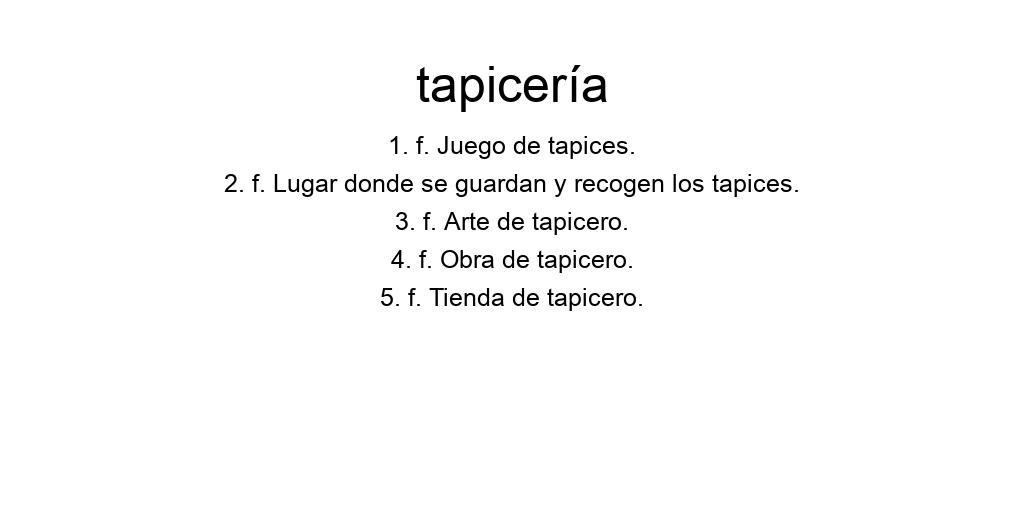 tapicería
1. f. Juego de tapices.
2. f. Lugar donde se guardan y recogen los tapices.
3. f. Arte de tapicero.
4. f. Obra de tapicero.
5. f. Tienda de tapicero.